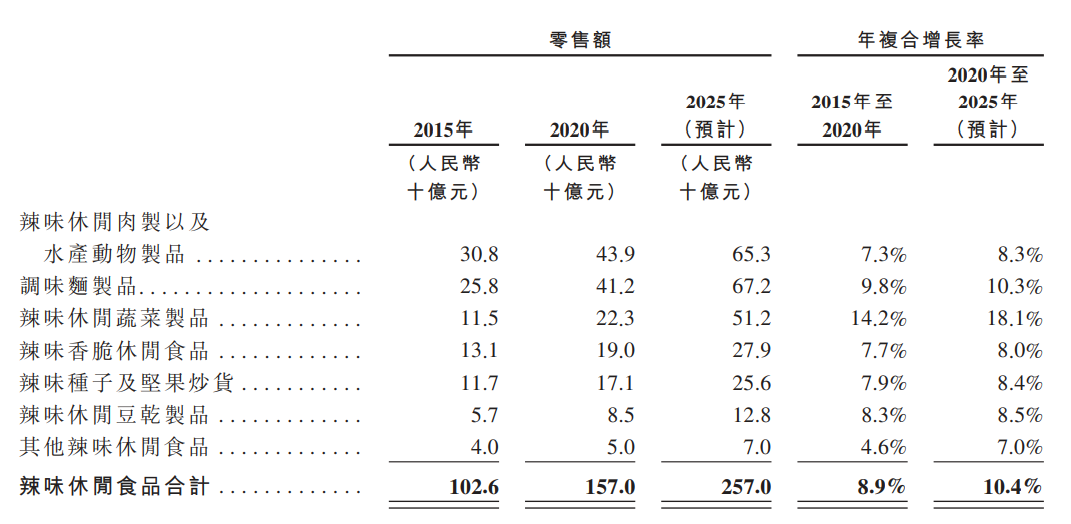 零售額 年複合增長率
2020年至
2025年 2015年至 2025年
2015年 2020年 （預計） 2020年 （預計）
（人民幣 （人民幣 （人民幣
十億元） 十億元） 十億元）
辣味休閒肉製以及
水產動物製品 ............... 30.8 43.9 65.3 7.3% 8.3%
調味麵製品.................... 25.8 41.2 67.2 9.8% 10.3%
辣味休閒蔬菜製品 ............. 11.5 22.3 51.2 14.2% 18.1%
辣味香脆休閒食品 ............. 13.1 19.0 27.9 7.7% 8.0%
辣味種子及堅果炒貨 ........... 11.7 17.1 25.6 7.9% 8.4%
辣味休閒豆乾製品 ............. 5.7 8.5 12.8 8.3% 8.5%
其他辣味休閒食品 ............. 4.0 5.0 7.0 4.6% 7.0%
辣味休閒食品合計 ............. 102.6 157.0 257.0 8.9% 10.4%